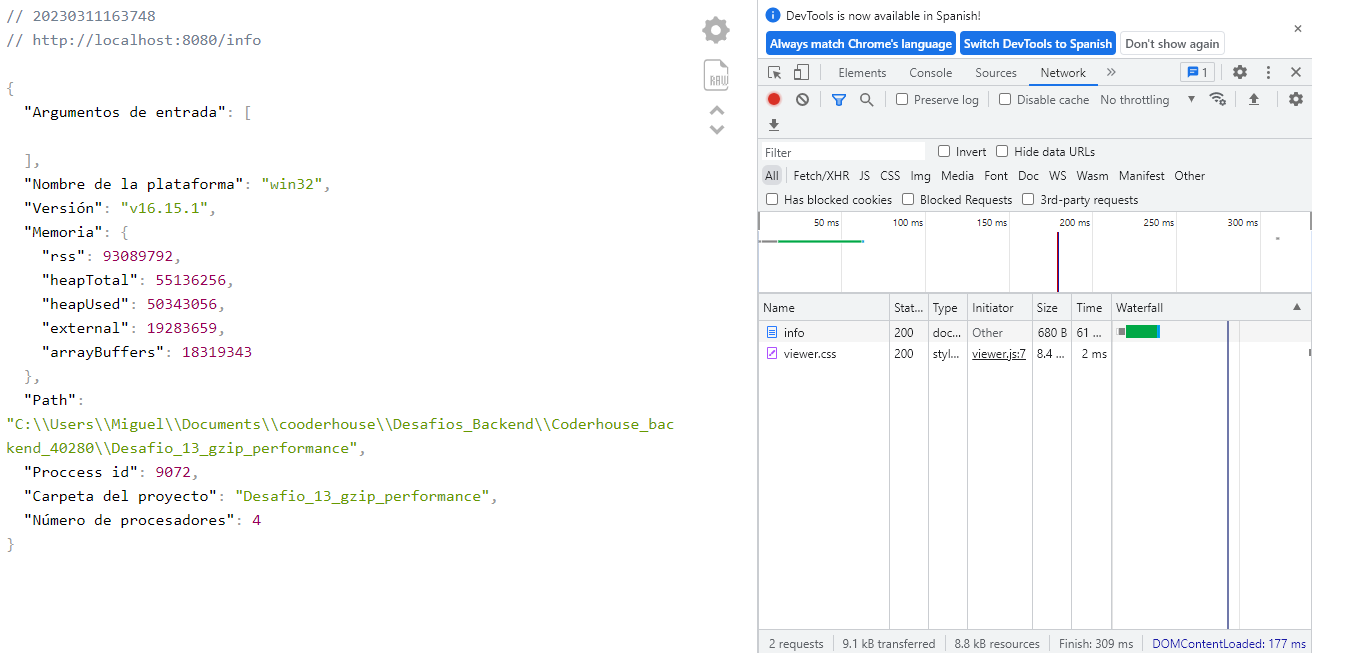 // 20230311163748
// http://localhost:8080/info
{
"Argumentos de entrada": [
],
"Nombre de la plataforma": "win32",
"Versión": "v16.15.1",
"Memoria": {
"rss": 93089792,
"heapTotal": 55136256,
"heapUsed": 50343056,
"external": 19283659,
"arrayBuffers": 18319343
},
"Path":
"C:\\Users\\Miguel\\Documents\\cooderhouse\\Desafios_Backend\\Coderhouse_bac
kend_40280\\Desafio_13_gzip_performance",
"Proccess id": 9072,
"Carpeta del proyecto": "Desafio_13_gzip_performance",
"Número de procesadores": 4
}
RAW
DevTools is now available in Spanish!
Always match Chrome's language Switch DevTools to Spanish Don't show again
Elements Console Sources Network » 1
Preserve log Disable cache No throttling
Filter Invert Hide data URLs
All Fetch/XHR JS CSS Img Media Font Doc WS Wasm Manifest Other
Has blocked cookies Blocked Requests 3rd-party requests
50 ms 100 ms 150 ms 200 ms 250 ms 300 ms
Name Stat... Type Initiator Size Time Waterfall
info 200 doc... Other 680 B 61 ...
viewer.css 200 styl... viewer.js:7 8.4 ... 2 ms
2 requests 9.1 kB transferred 8.8 kB resources Finish: 309 ms DOMContentLoaded: 177 ms